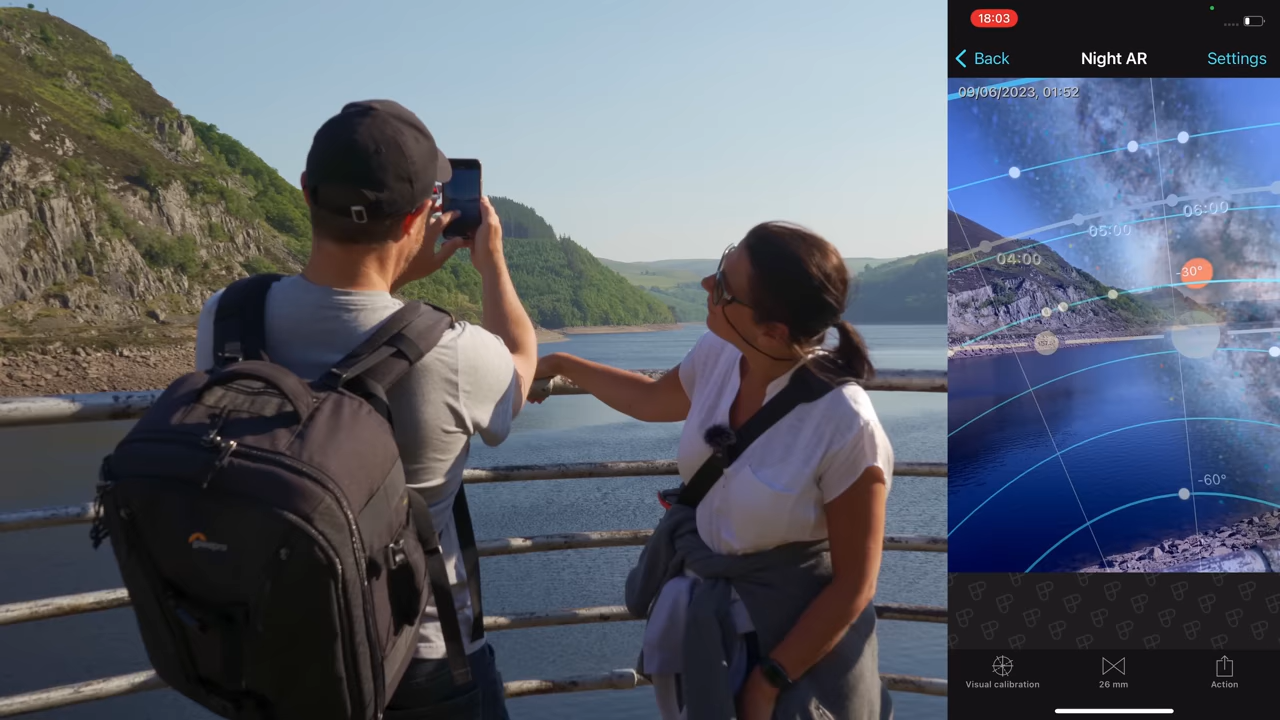 18:03
Back
Night AR
Settings
09/06/2023, 01:52
06:00
05:00
04:00
-30°
-60°
Visual calibration
26 mm
Action